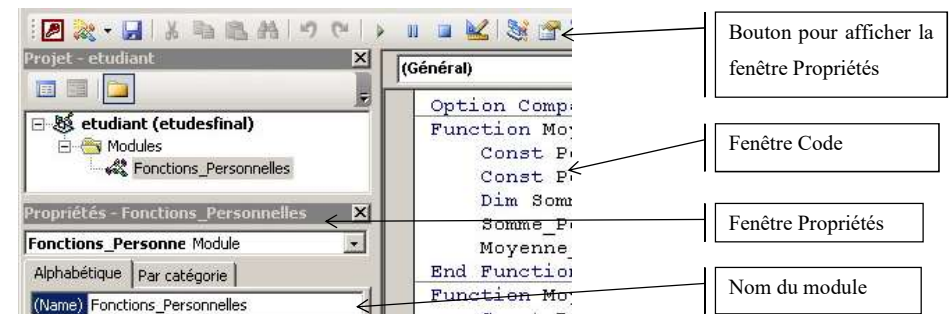 Projet - etudiant
etudiant (etudesfinal)
Modules
Fonctions_Personnelles
Propriétés - Fonctions_Personnelles
Fonctions_Personne Module
Alphabétique
Par catégorie
(Name) Fonctions_Personnelles
(Général)
Option Comp
Function Mo
Const P
Const P
Dim Som
Somme_P
Moyenne_
End Function
Function Mo
Bouton pour afficher la
fenêtre Propriétés
Fenêtre Code
Fenêtre Propriétés
Nom du module